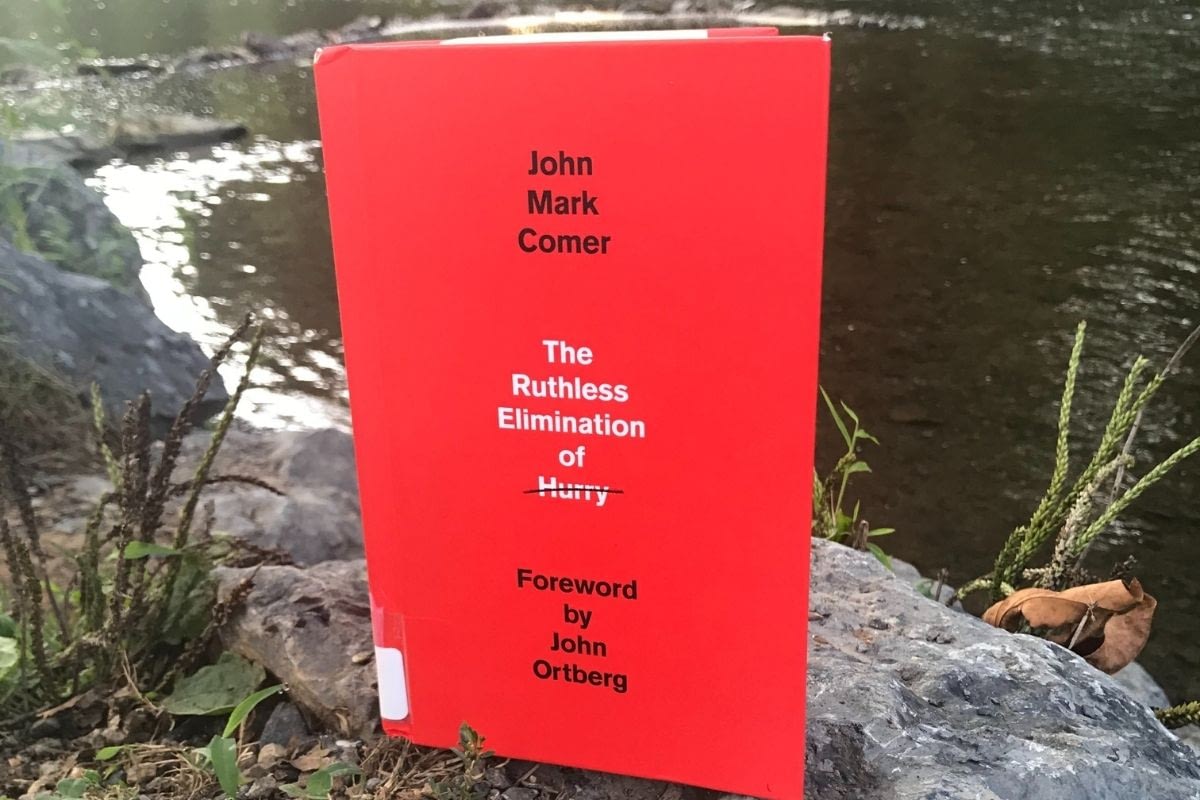 John
Mark
Comer
The
Ruthless
Elimination
of
Hurry
Foreword
by
John
Ortberg